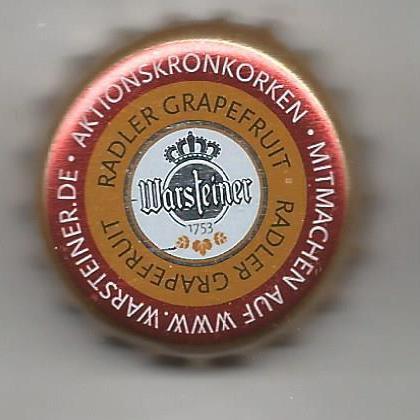 AKTIONSKRONKORKEN • MITMACHEN AUF WWW.WARSTEINER.DE •
RADLER GRAPEFRUIT
RADLER GRAPEFRUIT
Warsteiner
1753